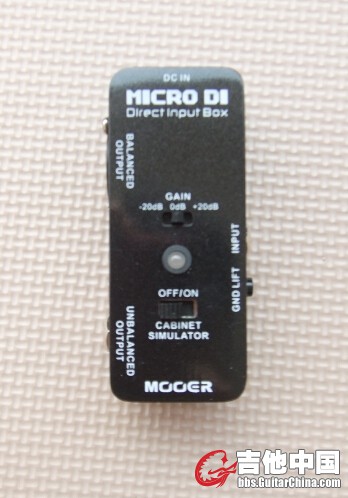 DC IN
MICRO DI
Direct Input Box
BALANCED
OUTPUT
GAIN
-20dB 0dB +20dB
INPUT
GND LIFT
OFF/ON
CABINET
SIMULATOR
UNBALANCED
OUTPUT
MOOER
吉他中国
bbs.GuitarChina.com